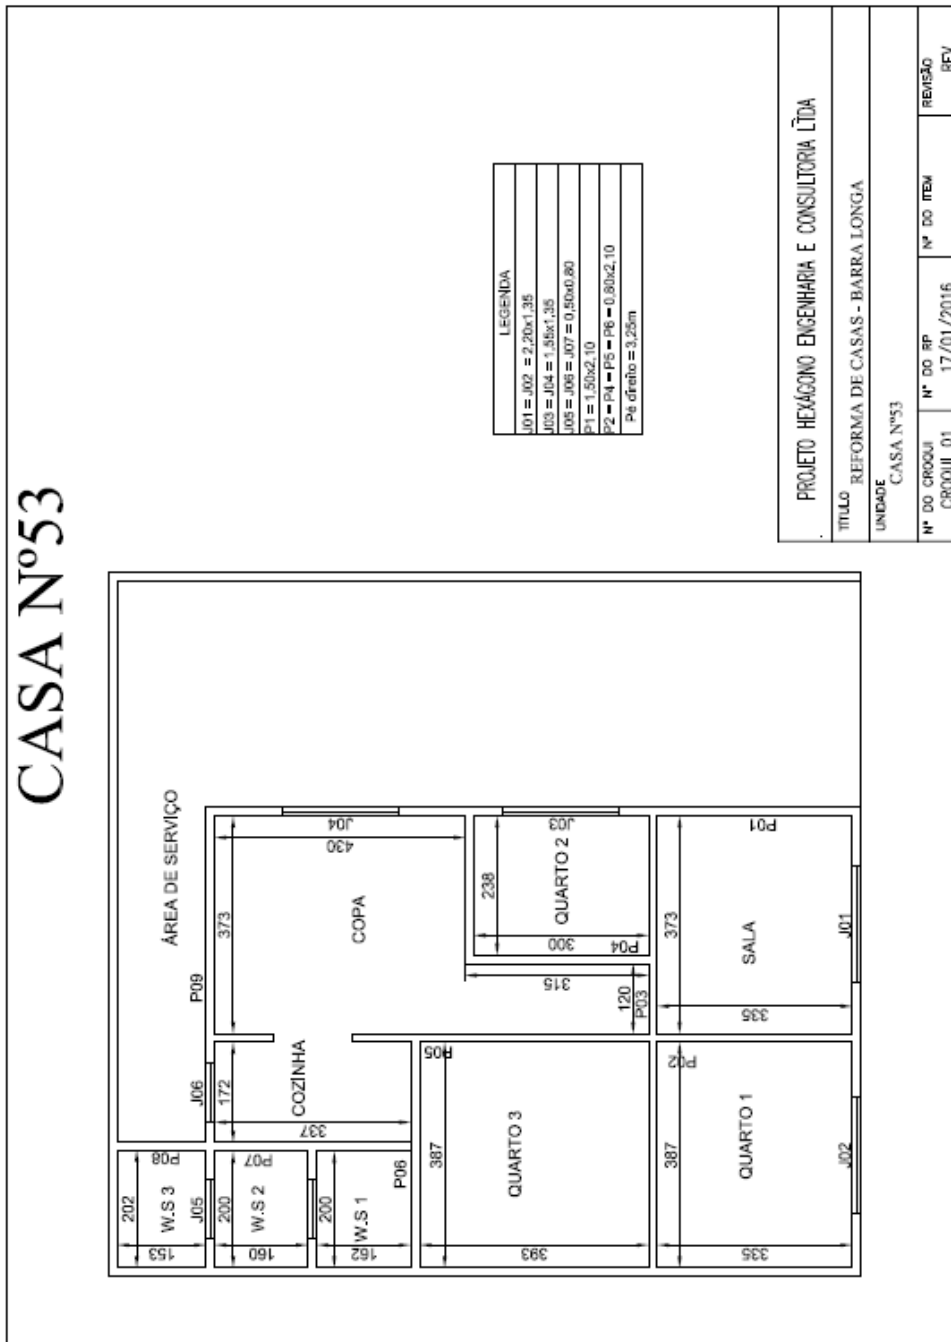 CASA Nº53
ÁREA DE SERVIÇO
202
P08
W.S 3
J05
153
J06
P09
200
P07
W.S 2
160
172
COZINHA
337
373
COPA
J04
430
200
P06
W.S 1
162
387
P05
QUARTO 3
393
315
120
P03
238
QUARTO 2
J03
300
P04
387
P02
QUARTO 1
J02
335
373
P01
SALA
J01
335
LEGENDA
J01 = J02 = 2,20x1,35
J03 = J04 = 1,55x1,35
J05 = J06 = J07 = 0,50x0,80
P1 = 1,50x2,10
P2 = P4 = P5 = P6 = 0,80x2,10
Pé direito = 3,25m
PROJETO HEXÁGONO ENGENHARIA E CONSULTORIA LTDA
TÍTULO
REFORMA DE CASAS - BARRA LONGA
UNIDADE
CASA Nº53
Nº DO CROQUI Nº DO RP Nº DO ITEM REVISÃO
CROQUI 01 17/01/2016 REV